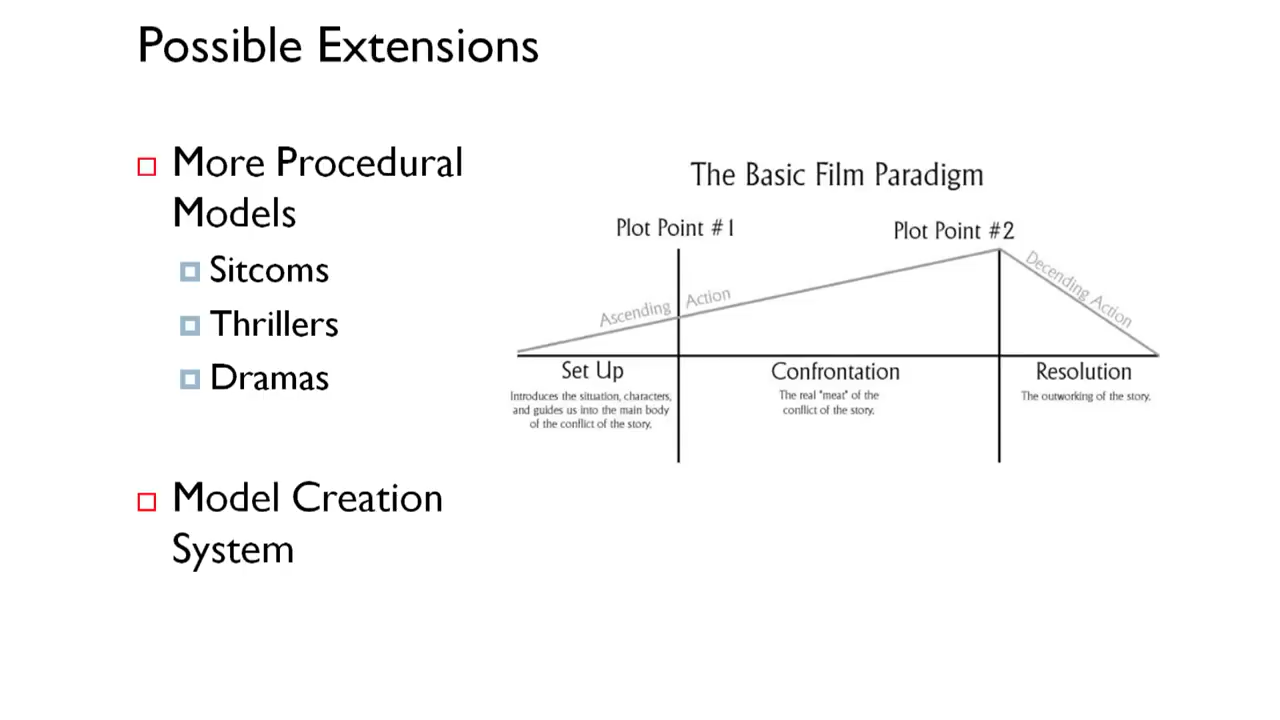 Possible Extensions
More Procedural
Models
Sitcoms
Thrillers
Dramas
Model Creation
System
The Basic Film Paradigm
Plot Point #1
Plot Point #2
Ascending Action
Decending Action
Set Up
Introduces the situation, characters,
and guides us into the main body
of the conflict of the story.
Confrontation
The real "meat" of the
conflict of the story.
Resolution
The outworking of the story.